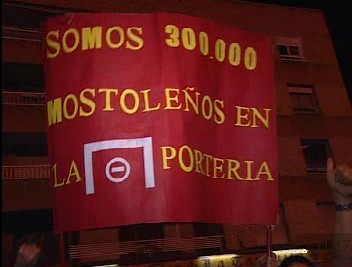 SOMOS 300.000
MOSTOLEÑOS EN
LA PORTERIA